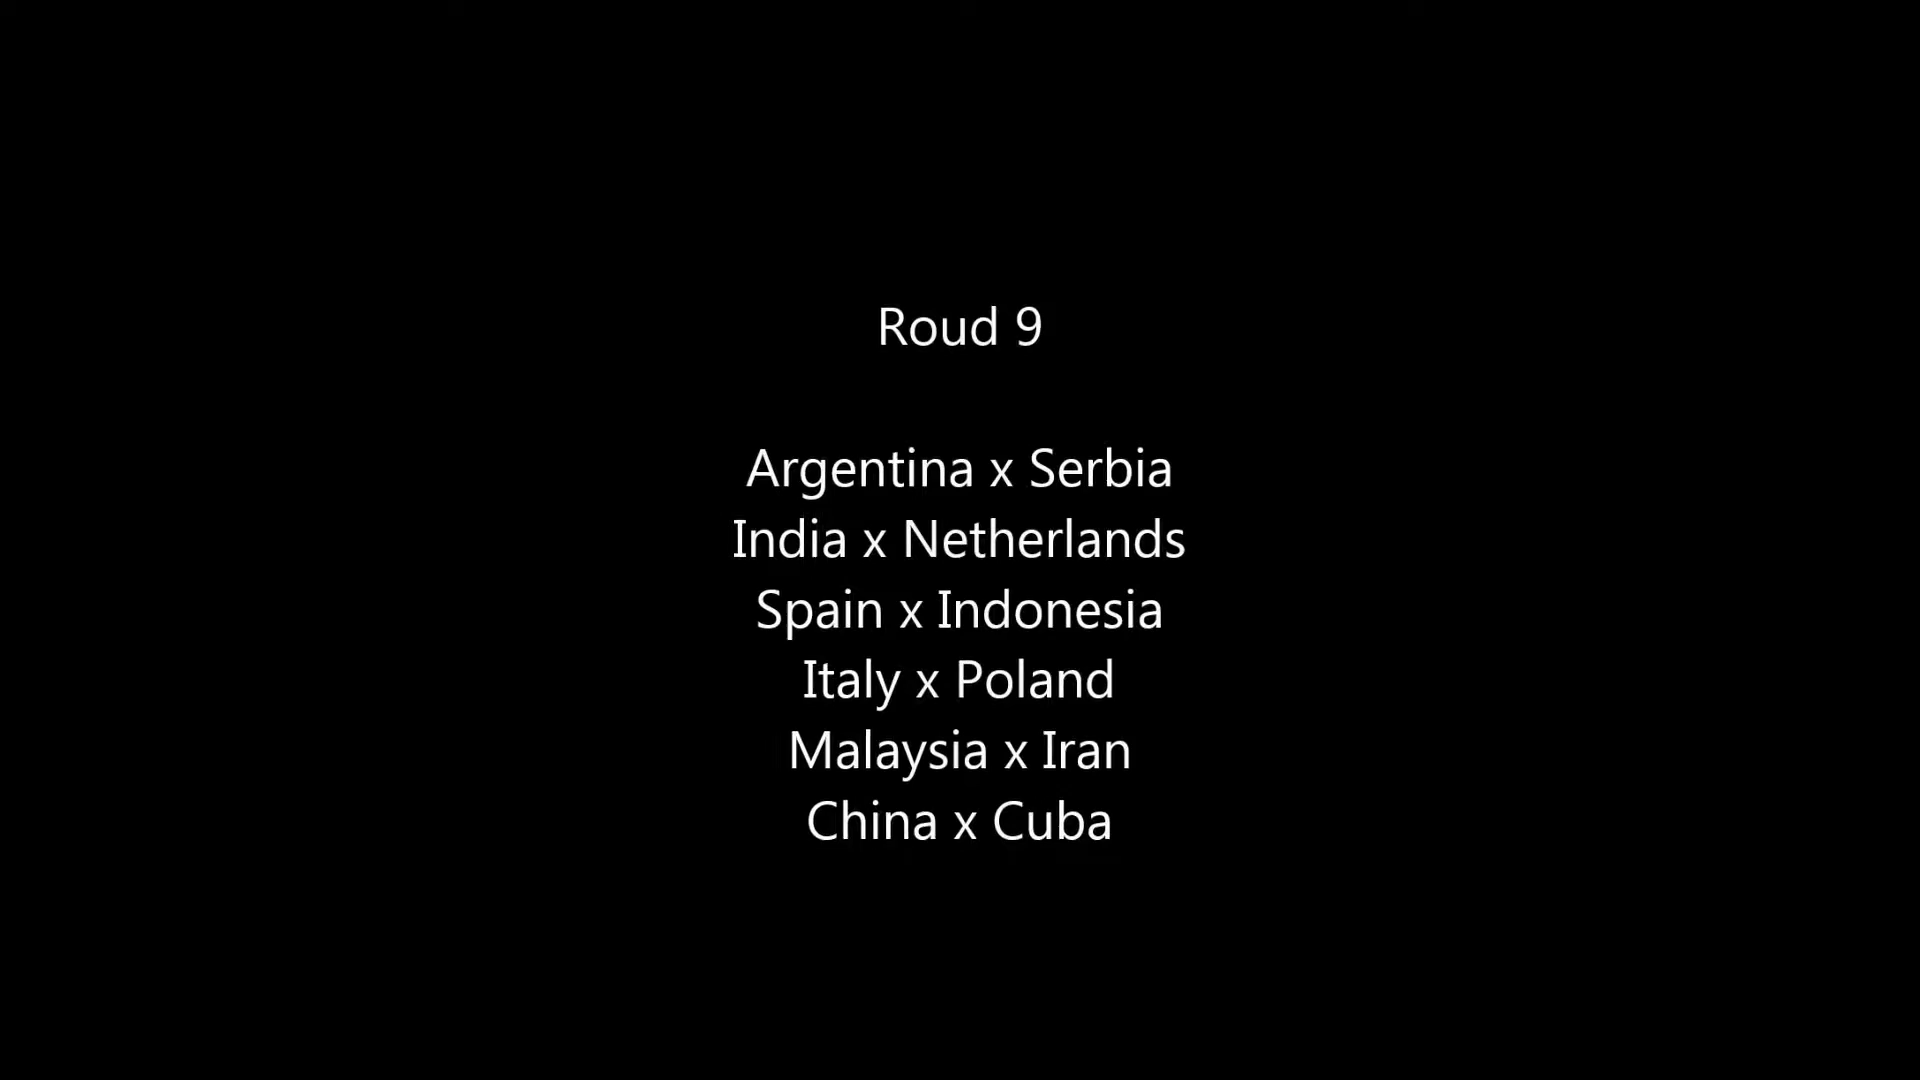 Roud 9
Argentina x Serbia
India x Netherlands
Spain x Indonesia
Italy x Poland
Malaysia x Iran
China x Cuba